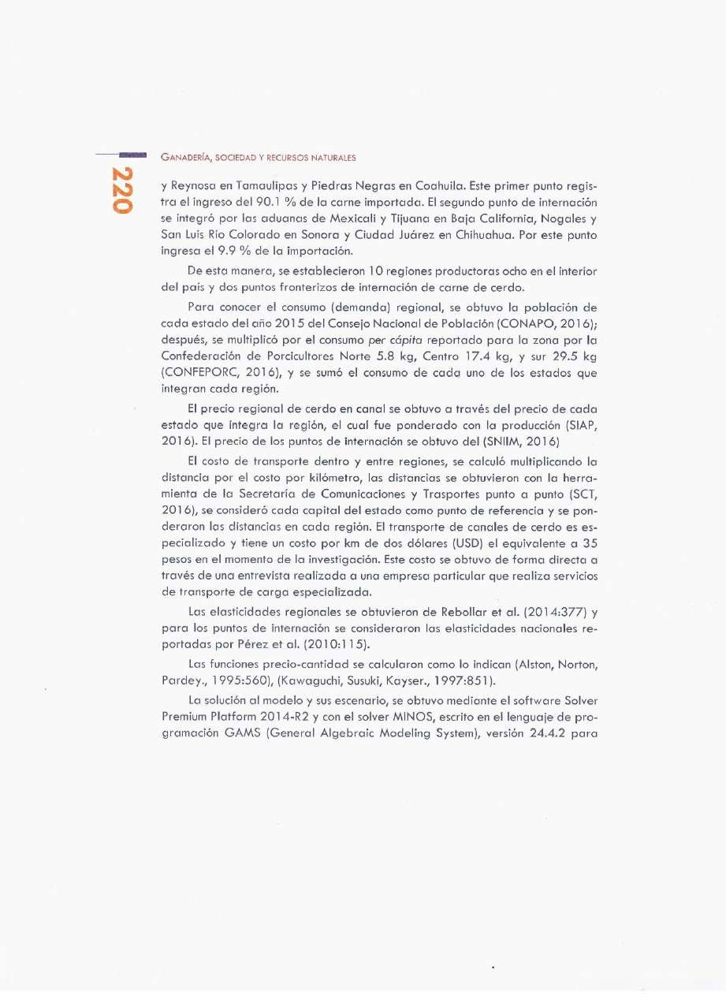 GANADERÍA, SOCIEDAD Y RECURSOS NATURALES
220
y Reynosa en Tamaulipas y Piedras Negras en Coahuila. Este primer punto regis-
tra el ingreso del 90.1 % de la carne importada. El segundo punto de internación
se integró por las aduanas de Mexicali y Tijuana en Baja California, Nogales y
San Luis Río Colorado en Sonora y Ciudad Juárez en Chihuahua. Por este punto
ingresa el 9.9 % de la importación.
De esta manera, se establecieron 10 regiones productoras ocho en el interior
del país y dos puntos fronterizos de internación de carne de cerdo.
Para conocer el consumo (demanda) regional, se obtuvo la población de
cada estado del año 2015 del Consejo Nacional de Población (CONAPO, 2016);
después, se multiplicó por el consumo per cápita reportado para la zona por la
Confederación de Porcicultores Norte 5.8 kg, Centro 17.4 kg, y sur 29.5 kg
(CONFEPORC, 2016), y se sumó el consumo de cada uno de los estados que
integran cada región.
El precio regional de cerdo en canal se obtuvo a través del precio de cada
estado que integra la región, el cual fue ponderado con la producción (SIAP,
2016). El precio de los puntos de internación se obtuvo del (SNIIM, 2016)
El costo de transporte dentro y entre regiones, se calculó multiplicando la
distancia por el costo por kilómetro, las distancias se obtuvieron con la herra-
mienta de la Secretaría de Comunicaciones y Trasportes punto a punto (SCT,
2016), se consideró cada capital del estado como punto de referencia y se pon-
deraron las distancias en cada región. El transporte de canales de cerdo es es-
pecializado y tiene un costo por km de dos dólares (USD) el equivalente a 35
pesos en el momento de la investigación. Este costo se obtuvo de forma directa a
través de una entrevista realizada a una empresa particular que realiza servicios
de transporte de carga especializada.
Las elasticidades regionales se obtuvieron de Rebollar et al. (2014:377) y
para los puntos de internación se consideraron las elasticidades nacionales re-
portadas por Pérez et al. (2010:115).
Las funciones precio-cantidad se calcularon como lo indican (Alston, Norton,
Pardey., 1995:560), (Kawaguchi, Susuki, Kayser., 1997:851).
La solución al modelo y sus escenario, se obtuvo mediante el software Solver
Premium Platform 2014-R2 y con el solver MINOS, escrito en el lenguaje de pro-
gramación GAMS (General Algebraic Modeling System), versión 24.4.2 para